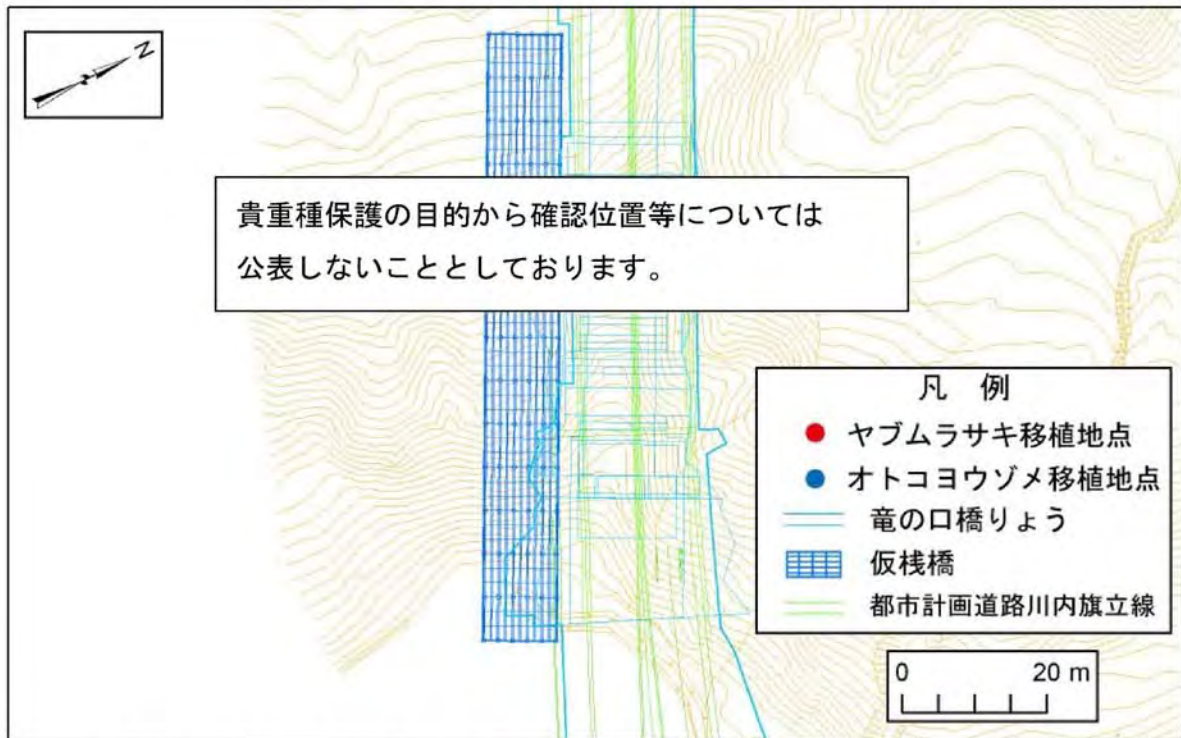 N
貴重種保護の目的から確認位置等については
公表しないこととしております。
凡 例
ヤブムラサキ移植地点
オトコヨウゾメ移植地点
竜の口橋りょう
仮桟橋
都市計画道路川内旗立線
0 20 m